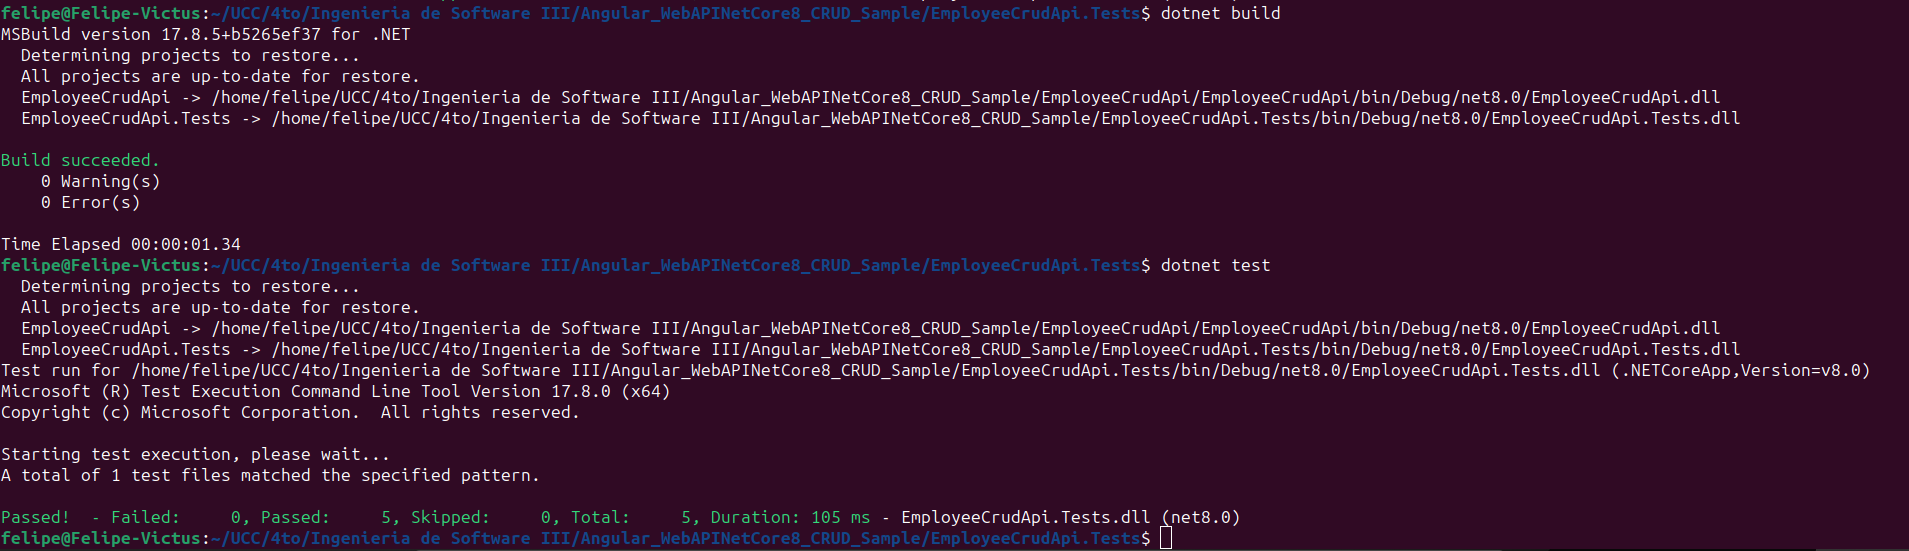 felipe@Felipe-Victus:~/UCC/4to/Ingenieria de Software III/Angular_WebAPINetCore8_CRUD_Sample/EmployeeCrudApi.Tests$ dotnet build
MSBuild version 17.8.5+b5265ef37 for .NET
  Determining projects to restore...
  All projects are up-to-date for restore.
  EmployeeCrudApi -> /home/felipe/UCC/4to/Ingenieria de Software III/Angular_WebAPINetCore8_CRUD_Sample/EmployeeCrudApi/EmployeeCrudApi/bin/Debug/net8.0/EmployeeCrudApi.dll
  EmployeeCrudApi.Tests -> /home/felipe/UCC/4to/Ingenieria de Software III/Angular_WebAPINetCore8_CRUD_Sample/EmployeeCrudApi.Tests/bin/Debug/net8.0/EmployeeCrudApi.Tests.dll
Build succeeded.
    0 Warning(s)
    0 Error(s)
Time Elapsed 00:00:01.34
felipe@Felipe-Victus:~/UCC/4to/Ingenieria de Software III/Angular_WebAPINetCore8_CRUD_Sample/EmployeeCrudApi.Tests$ dotnet test
  Determining projects to restore...
  All projects are up-to-date for restore.
  EmployeeCrudApi -> /home/felipe/UCC/4to/Ingenieria de Software III/Angular_WebAPINetCore8_CRUD_Sample/EmployeeCrudApi/EmployeeCrudApi/bin/Debug/net8.0/EmployeeCrudApi.dll
  EmployeeCrudApi.Tests -> /home/felipe/UCC/4to/Ingenieria de Software III/Angular_WebAPINetCore8_CRUD_Sample/EmployeeCrudApi.Tests/bin/Debug/net8.0/EmployeeCrudApi.Tests.dll
Test run for /home/felipe/UCC/4to/Ingenieria de Software III/Angular_WebAPINetCore8_CRUD_Sample/EmployeeCrudApi.Tests/bin/Debug/net8.0/EmployeeCrudApi.Tests.dll (.NETCoreApp,Version=v8.0)
Microsoft (R) Test Execution Command Line Tool Version 17.8.0 (x64)
Copyright (c) Microsoft Corporation.  All rights reserved.
Starting test execution, please wait...
A total of 1 test files matched the specified pattern.
Passed!  - Failed:     0, Passed:     5, Skipped:     0, Total:     5, Duration: 105 ms - EmployeeCrudApi.Tests.dll (net8.0)
felipe@Felipe-Victus:~/UCC/4to/Ingenieria de Software III/Angular_WebAPINetCore8_CRUD_Sample/EmployeeCrudApi.Tests$